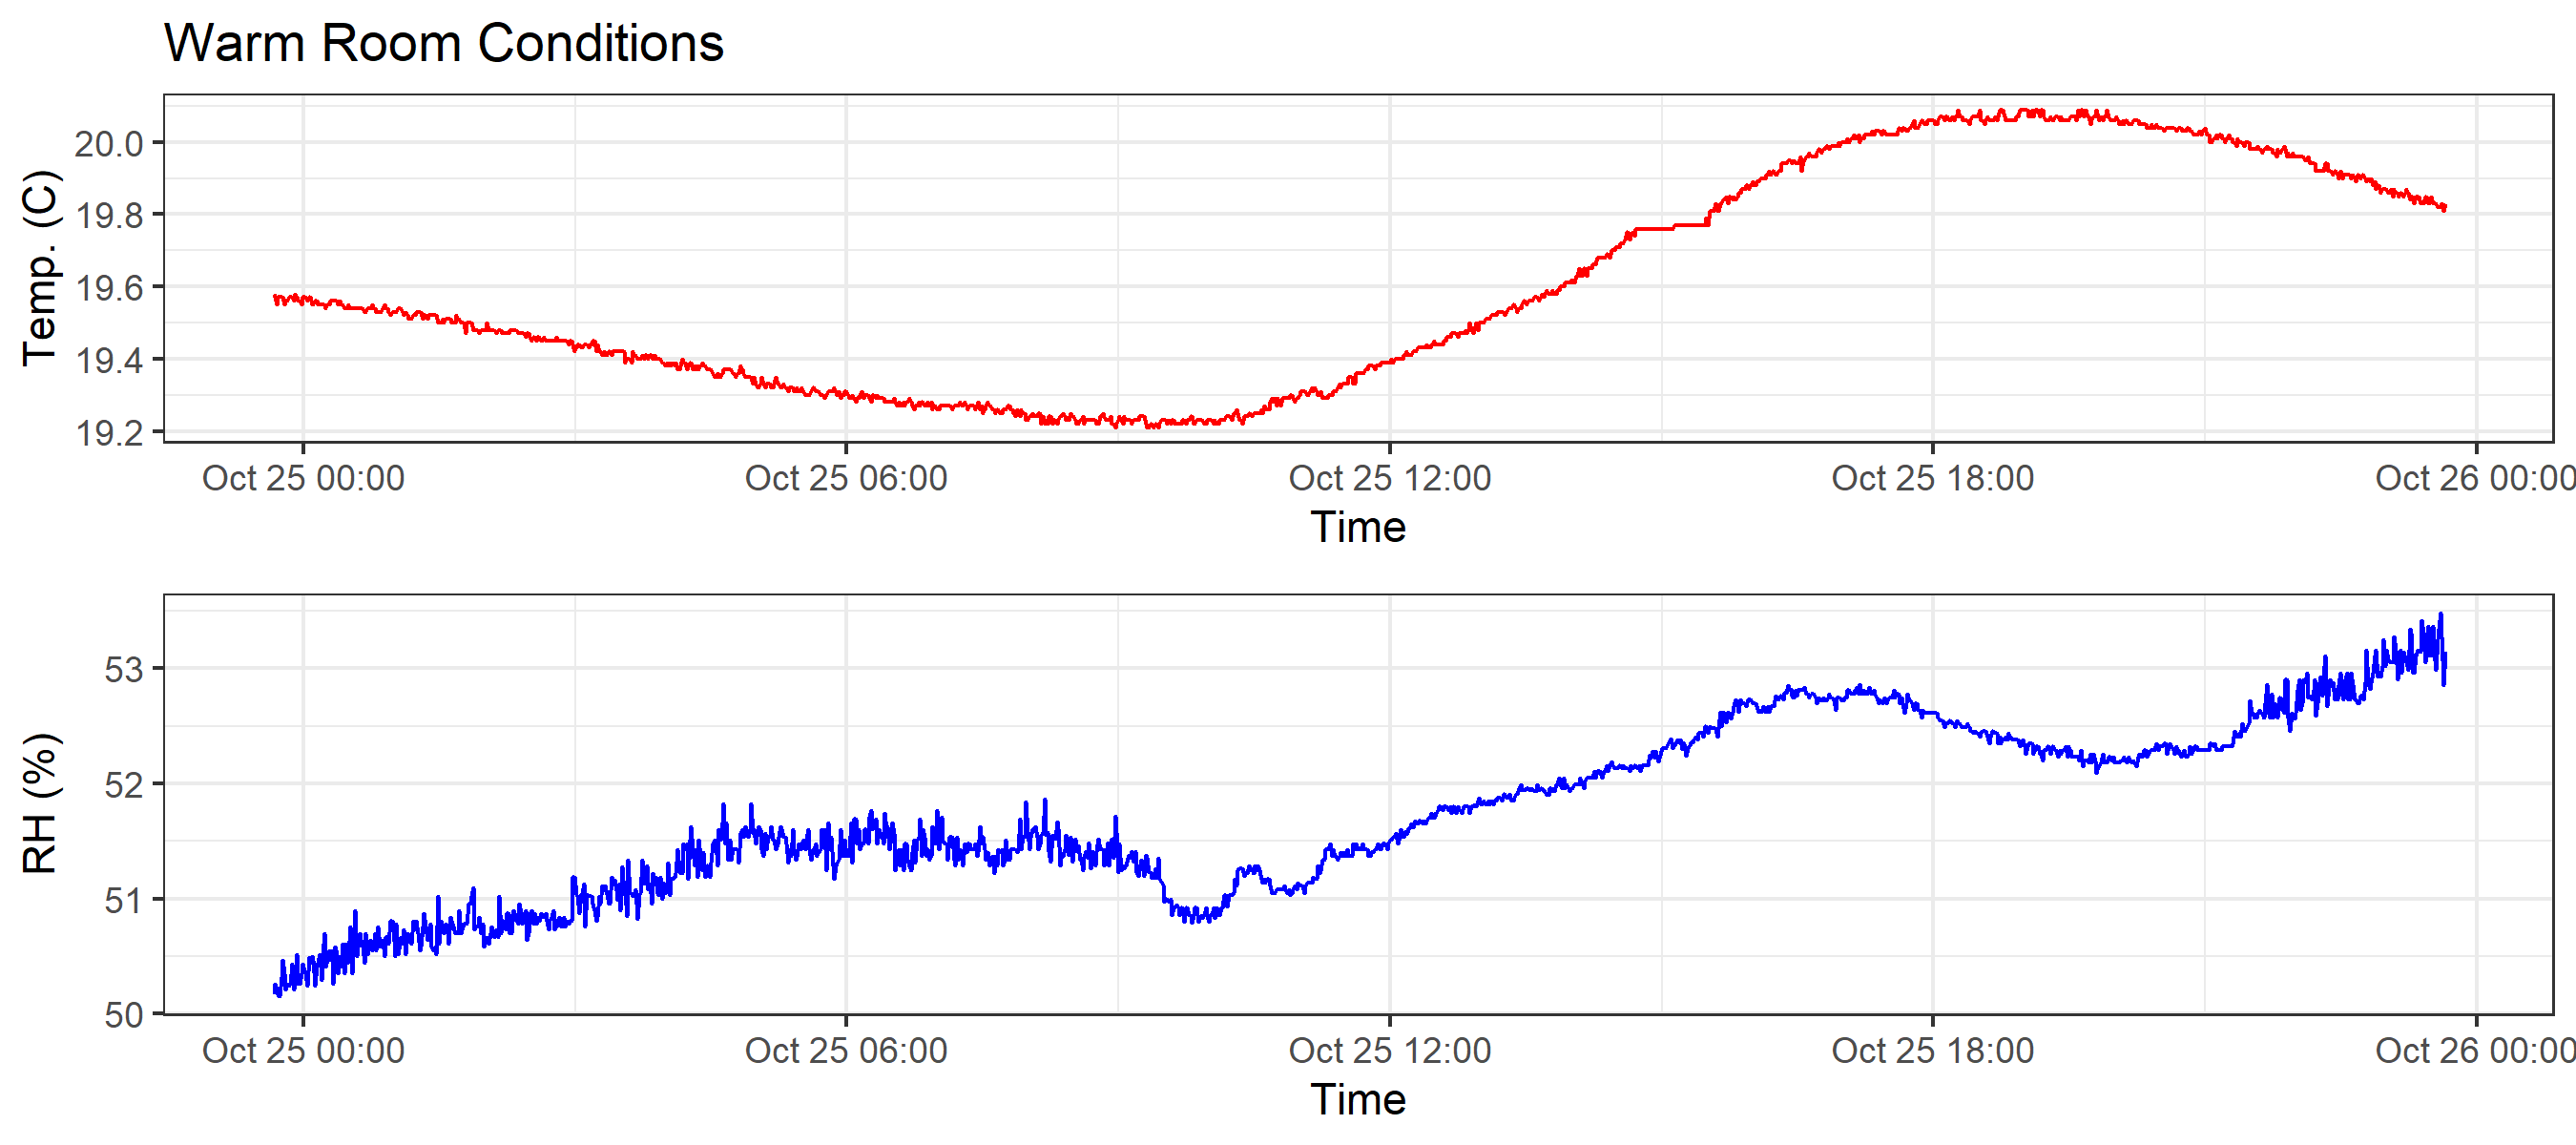 Warm Room Conditions
20.0
19.8
19.6
19.4
19.2
Temp. (C)
Oct 25 00:00 Oct 25 06:00 Oct 25 12:00 Oct 25 18:00 Oct 26 00:00
Time
53
52
51
50
RH (%)
Oct 25 00:00 Oct 25 06:00 Oct 25 12:00 Oct 25 18:00 Oct 26 00:00
Time